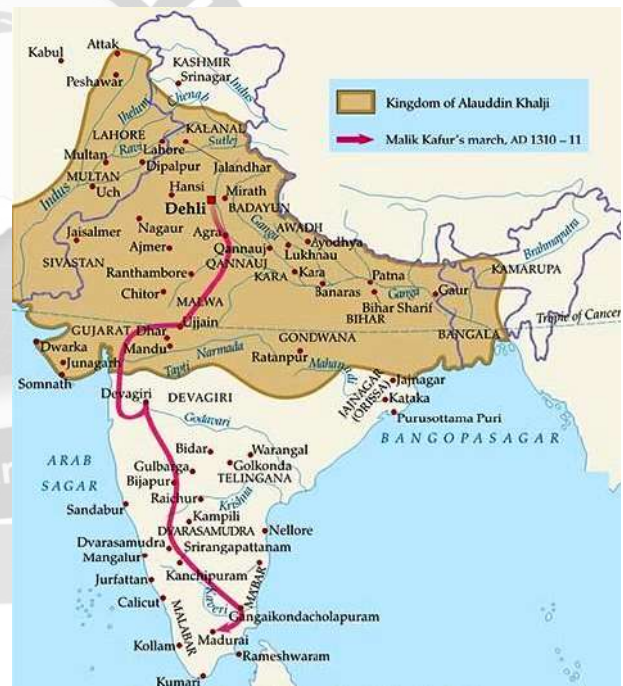 Attak
Kabul
KASHMIR
Srinagar
Peshawar
Indus
Chenab
Jhelum
Kingdom of Alauddin Khalji
Malik Kafur's march, AD 1310 – 11
LAHORE
KALANAL
Ravi
Lahore
Sutlej
Multan
Dipalpur
Jalandhar
MULTAN
Uch
Hansi
Mirath
Indus
Dehli
BADAYUN
Jaisalmer
Nagaur
Agra
Ganga
AWADH
Brahmaputra
Ajmer
Qannauj
Ayodhya
Lukhnau
SIVASTAN
QANNAUJ
KAMARUPA
Ranthambore
KARA
Kara
Patna
Chitor
Banaras
Ganga
Gaur
MALWA
Bihar Sharif
Ujjain
BIHAR
Tropic of Cancer
GUJARAT
Dhar
GONDWANA
BANGALA
Dwarka
Mandu
Narmada
Ratanpur
Junagarh
Tapti
Mahanadi
Somnath
Jajnagar
Devagiri
DEVAGIRI
JAJNAGAR
(ORISSA)
Kataka
Godavari
Purusottama Puri
BANGOPASAGAR
ARAB
SAGAR
Bidar
Warangal
Gulbarga
Golkonda
TELINGANA
Bijapur
Raichur
Krishna
Sandabur
Kampili
DVARASAMUDRA
Nellore
Dvarasamudra
Srirangapattanam
Mangalur
Kanchipuram
MA'BAR
Jurfattan
Kaveri
Calicut
Gangaikondacholapuram
MALABAR
Madurai
Kollam
Rameshwaram
Kumari